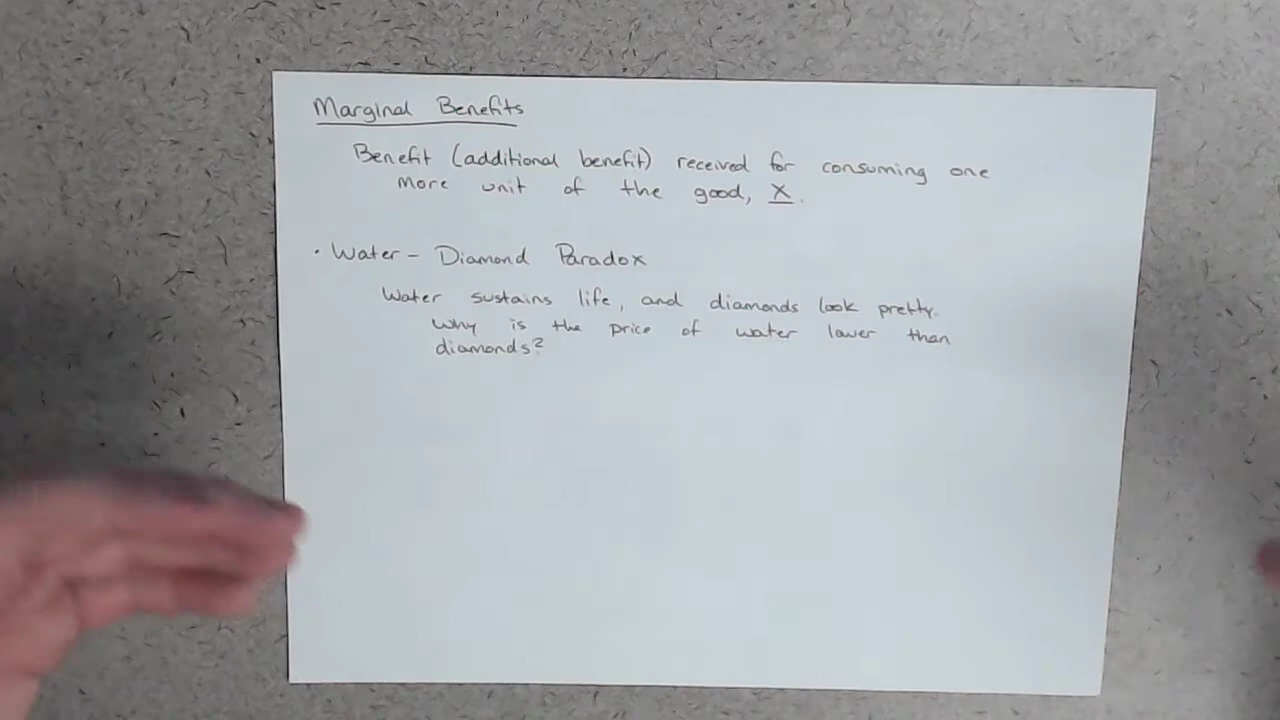 Marginal Benefits
Benefit (additional benefit) received for consuming one
more unit of the good, X.
• Water - Diamond Paradox
Water sustains life, and diamonds look pretty.
Why is the price of water lower than
diamonds?